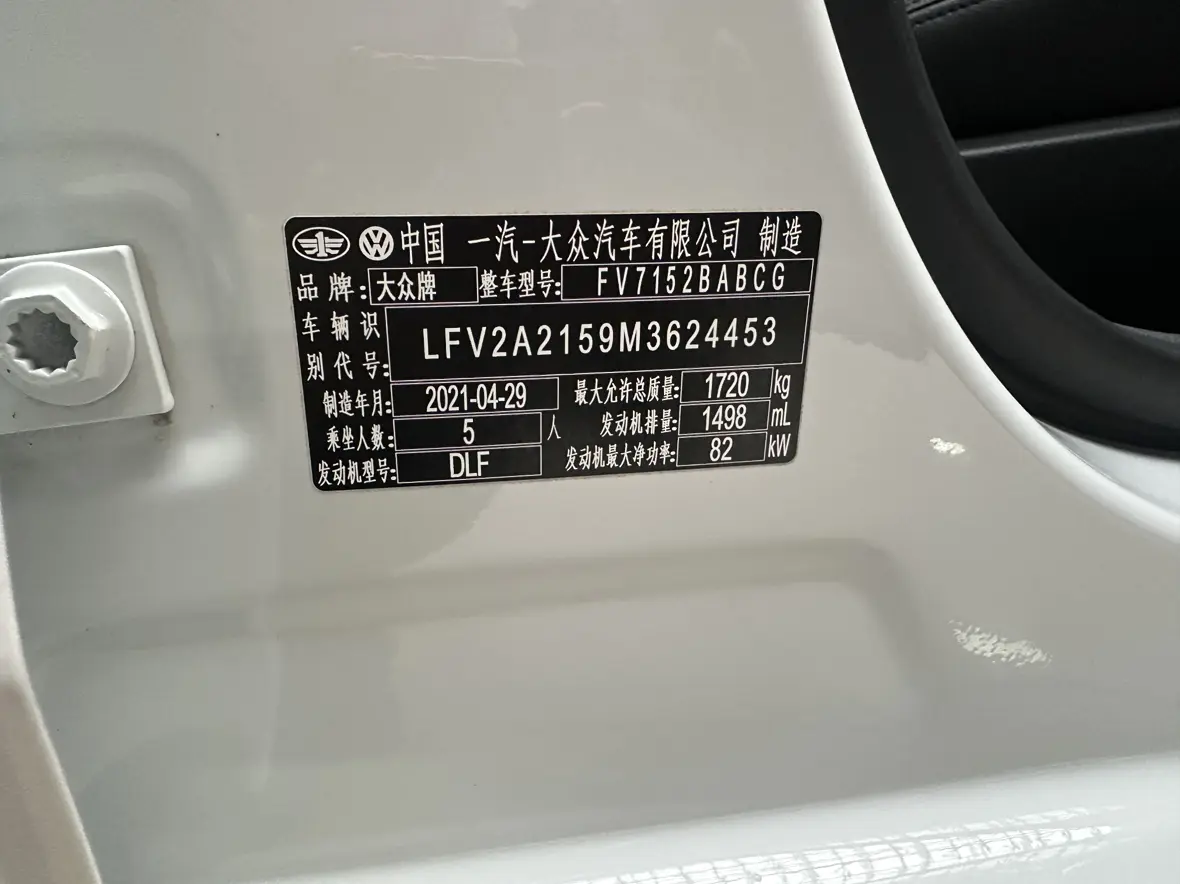 中国 一汽-大众汽车有限公司 制造
品牌: 大众牌 整车型号: FV7152BABCG
车辆识别代号: LFV2A2159M3624453
制造年月: 2021-04-29 最大允许总质量: 1720 kg
乘坐人数: 5 人 发动机排量: 1498 mL
发动机型号: DLF 发动机最大净功率: 82 kW